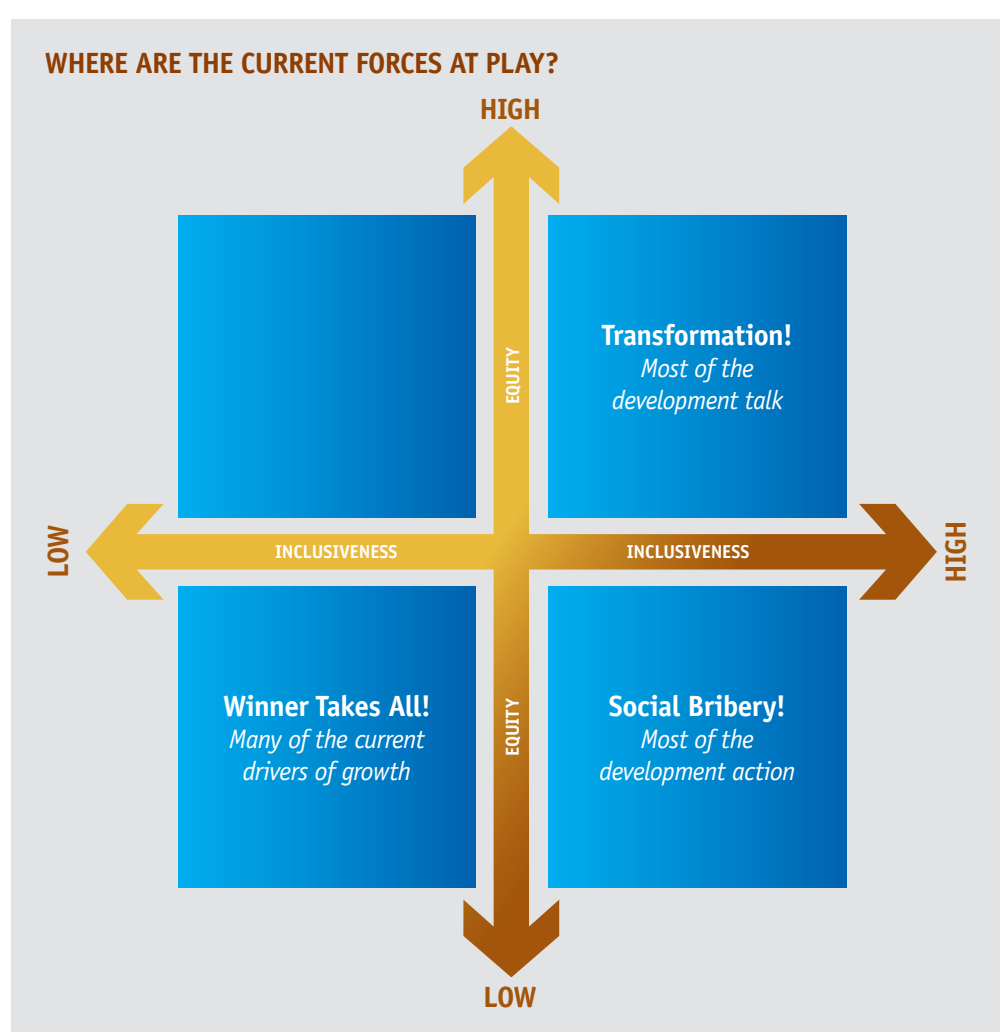 WHERE ARE THE CURRENT FORCES AT PLAY?
HIGH
EQUITY
Transformation!
Most of the
development talk
LOW
INCLUSIVENESS
INCLUSIVENESS
HIGH
Winner Takes All!
Many of the current
drivers of growth
EQUITY
Social Bribery!
Most of the
development action
LOW